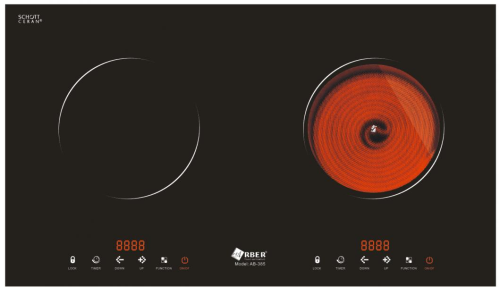 SCHOTT
CERAN®
8888
8888
LOCK TIMER DOWN UP FUNCTION ON/OFF
ARBER®
Model: AB-385
LOCK TIMER DOWN UP FUNCTION ON/OFF